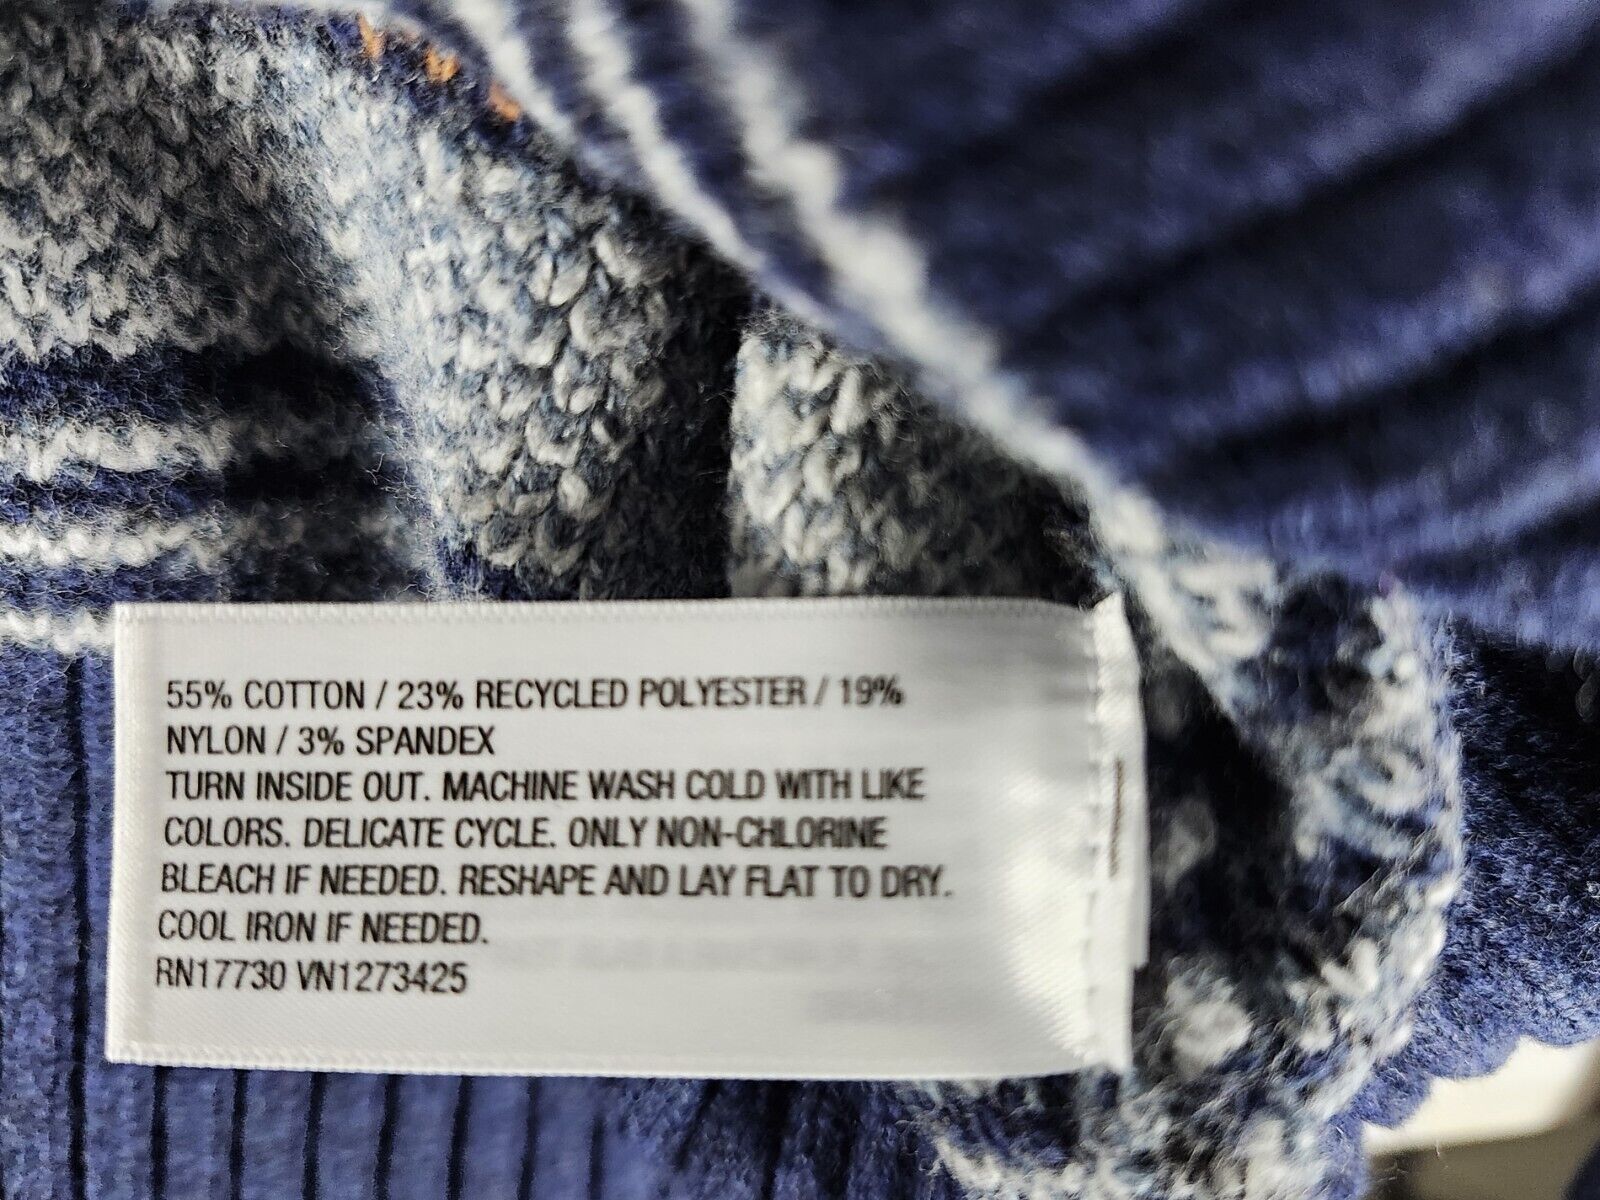 55% COTTON / 23% RECYCLED POLYESTER / 19%
NYLON / 3% SPANDEX
TURN INSIDE OUT. MACHINE WASH COLD WITH LIKE
COLORS. DELICATE CYCLE. ONLY NON-CHLORINE
BLEACH IF NEEDED. RESHAPE AND LAY FLAT TO DRY.
COOL IRON IF NEEDED.
RN17730 VN1273425